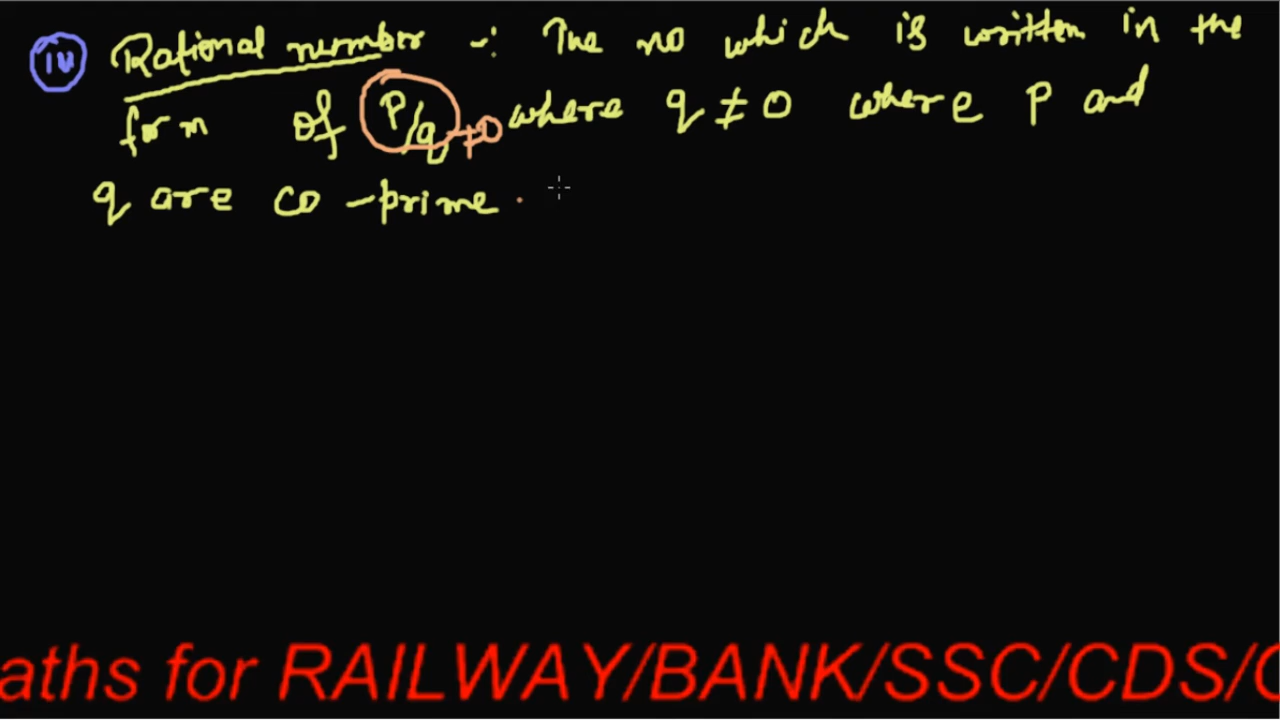 (iv) Rational number -: The no which is written in the
form of P/q ≠0 where q ≠ 0 where P and
q are co-prime.
aths for RAILWAY/BANK/SSC/CDS/